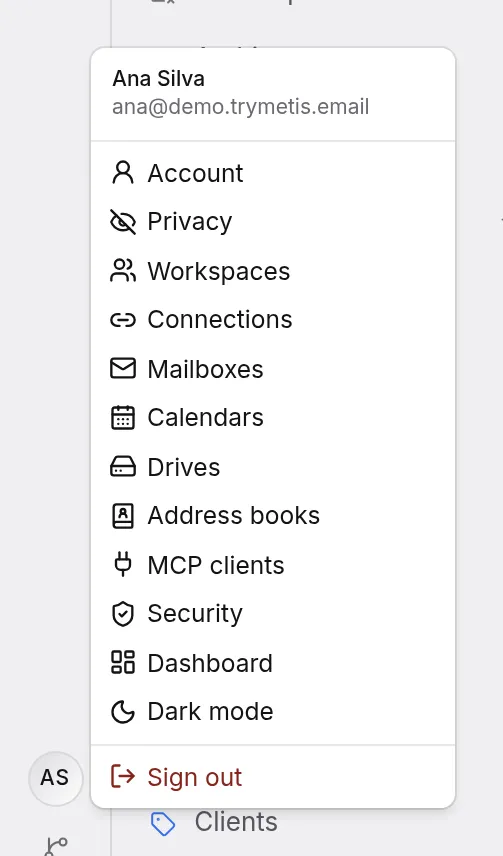 Ana Silva
ana@demo.trymetis.email
Account
Privacy
Workspaces
Connections
Mailboxes
Calendars
Drives
Address books
MCP clients
Security
Dashboard
Dark mode
AS
Sign out
Clients